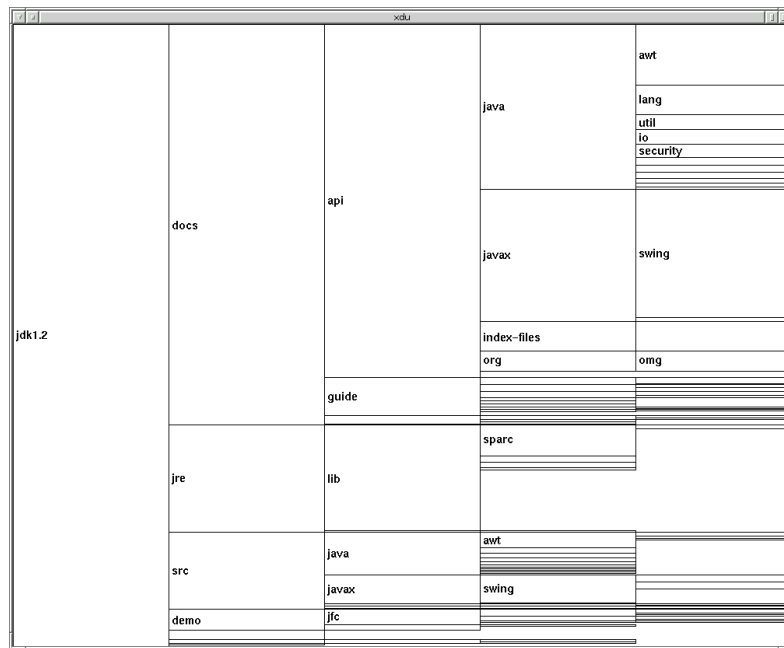 xdu
jdk1.2
docs
api
java
awt
lang
util
io
security
javax
swing
index-files
org
omg
guide
jre
lib
sparc
src
java
awt
javax
swing
demo
jfc